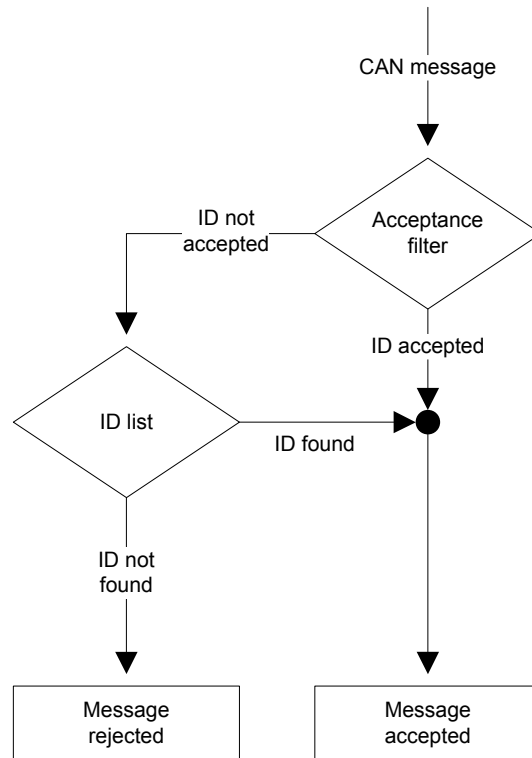 CAN message
Acceptance
filter
ID not
accepted
ID accepted
ID list
ID found
ID not
found
Message
rejected
Message
accepted